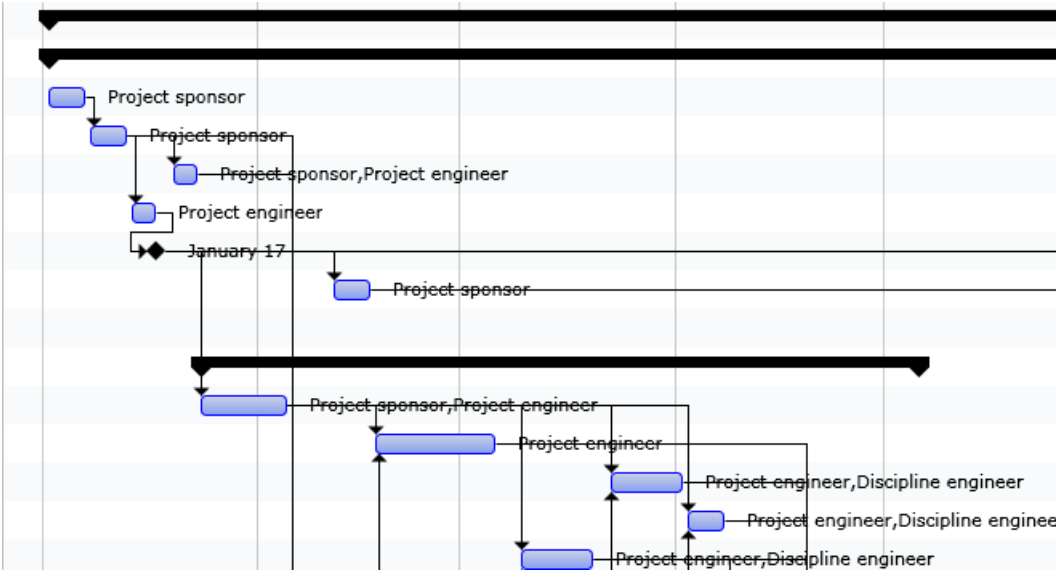 Project sponsor
Project sponsor
Project sponsor,Project engineer
Project engineer
January 17
Project sponsor
Project sponsor,Project engineer
Project engineer
Project engineer,Discipline engineer
Project engineer,Discipline enginee
Project engineer,Discipline engineer